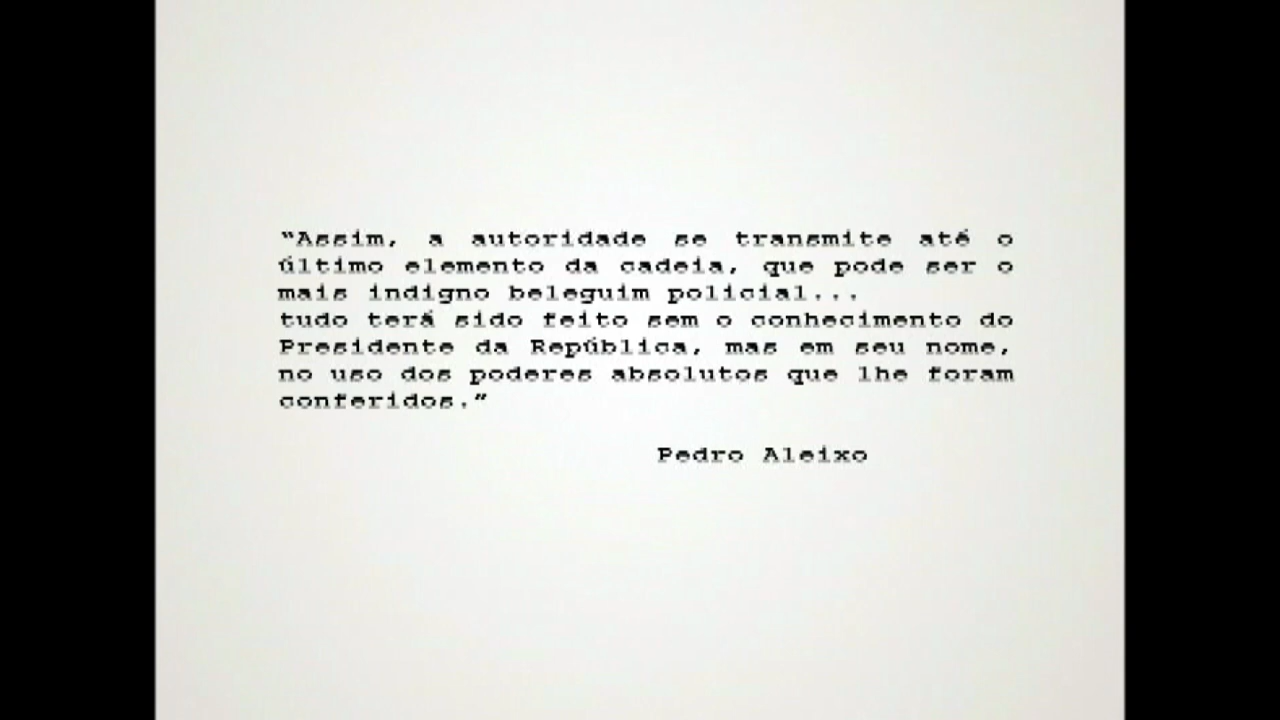 “Assim, a autoridade se transmite até o
último elemento da cadeia, que pode ser o
mais indigno beleguim policial...
tudo terá sido feito sem o conhecimento do
Presidente da República, mas em seu nome,
no uso dos poderes absolutos que lhe foram
conferidos.”
Pedro Aleixo